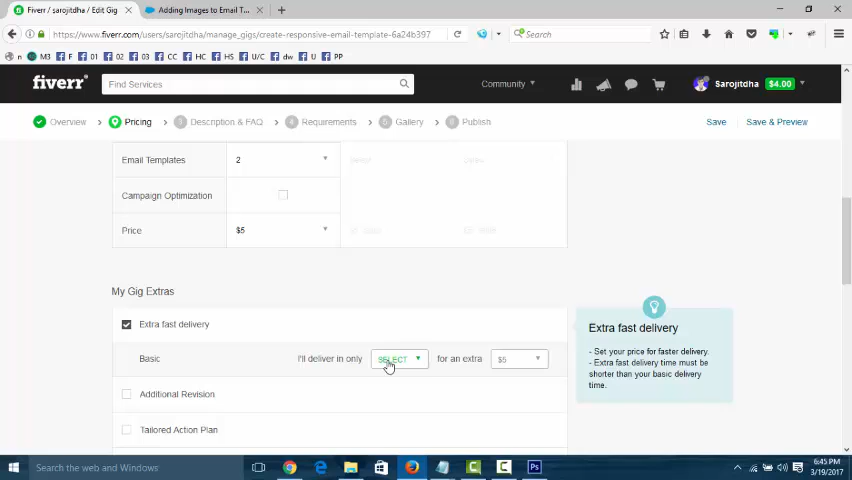 Fiverr / sarojitdha / Edit Gig
Adding Images to Email T...
https://www.fiverr.com/users/sarojitdha/manage_gigs/create-responsive-email-template-6a24b397
Search
n M3 F 01 02 03 CC HC HS U/C dw U PP
fiverr
Find Services
Community
Sarojitdha $4.00
Overview
Pricing
3 Description & FAQ
4 Requirements
5 Gallery
6 Publish
Save
Save & Preview
Email Templates 2
Campaign Optimization
Price $5
My Gig Extras
Extra fast delivery
Basic I'll deliver in only SELECT for an extra $5
Additional Revision
Tailored Action Plan
Extra fast delivery
- Set your price for faster delivery.
- Extra fast delivery time must be
shorter than your basic delivery
time.
Search the web and Windows
6:45 PM
3/19/2017